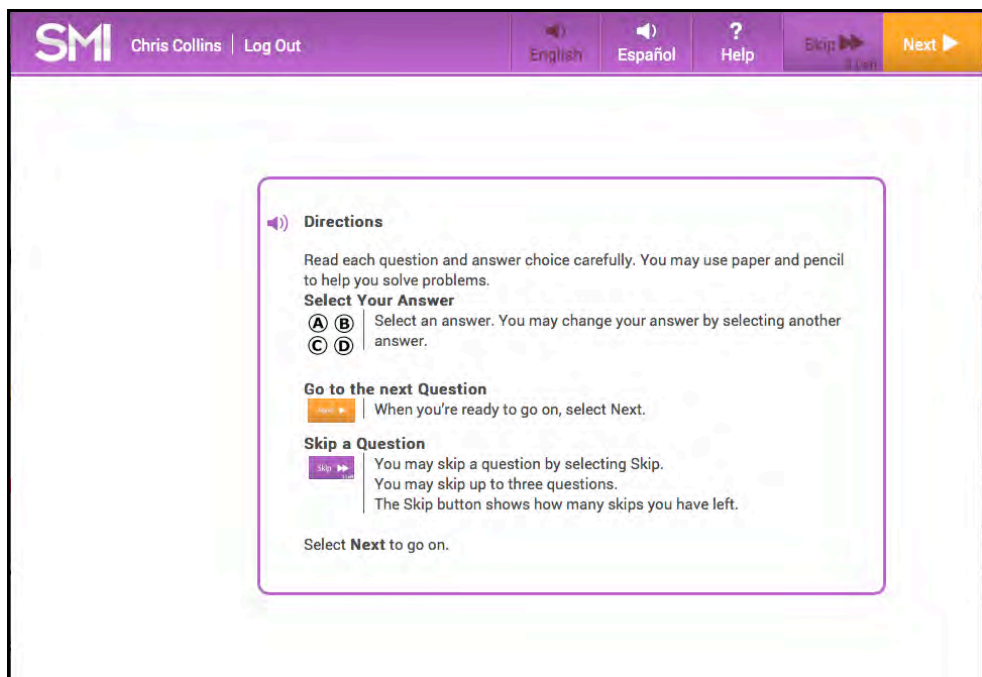 SMI Chris Collins | Log Out English Español ? Help Skip Next
Directions
Read each question and answer choice carefully. You may use paper and pencil
to help you solve problems.
Select Your Answer
A B Select an answer. You may change your answer by selecting another
C D answer.
Go to the next Question
Next When you're ready to go on, select Next.
Skip a Question
Skip You may skip a question by selecting Skip.
You may skip up to three questions.
The Skip button shows how many skips you have left.
Select Next to go on.